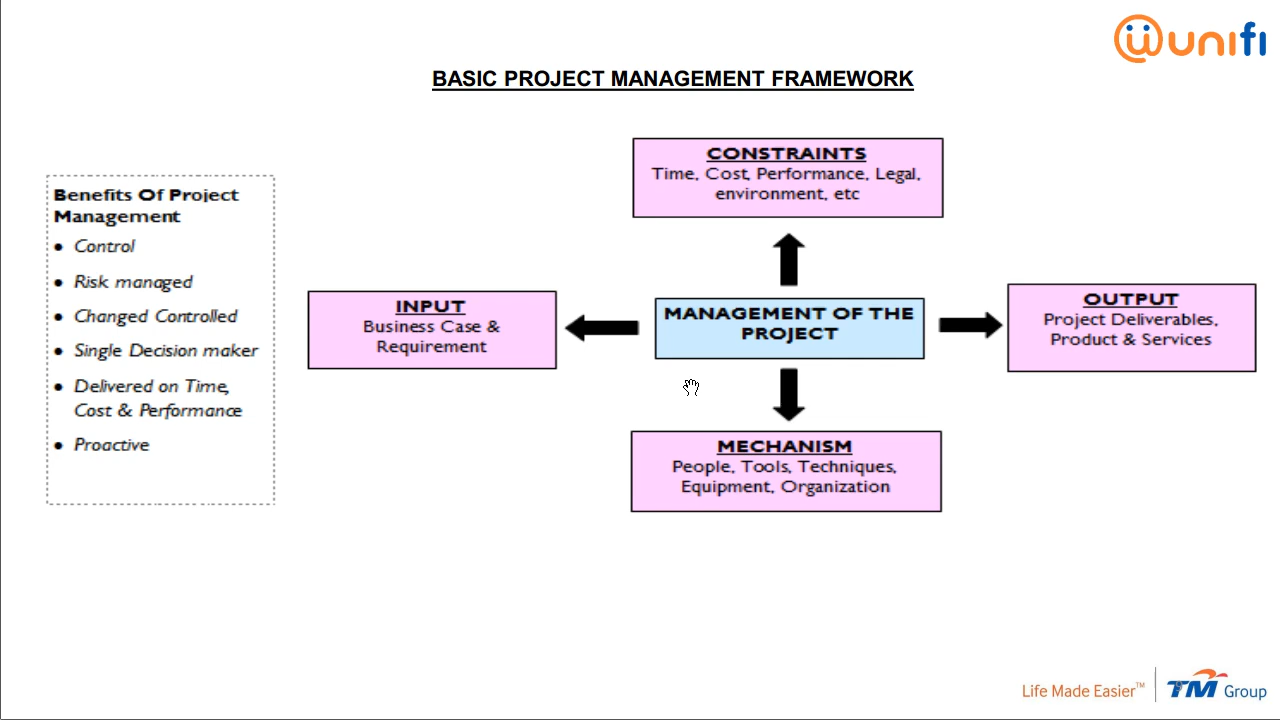 unifi
BASIC PROJECT MANAGEMENT FRAMEWORK
Benefits Of Project
Management
• Control
• Risk managed
• Changed Controlled
• Single Decision maker
• Delivered on Time,
Cost & Performance
• Proactive
CONSTRAINTS
Time, Cost, Performance, Legal,
environment, etc
INPUT
Business Case &
Requirement
MANAGEMENT OF THE
PROJECT
OUTPUT
Project Deliverables,
Product & Services
MECHANISM
People, Tools, Techniques,
Equipment, Organization
Life Made Easier™
TM Group